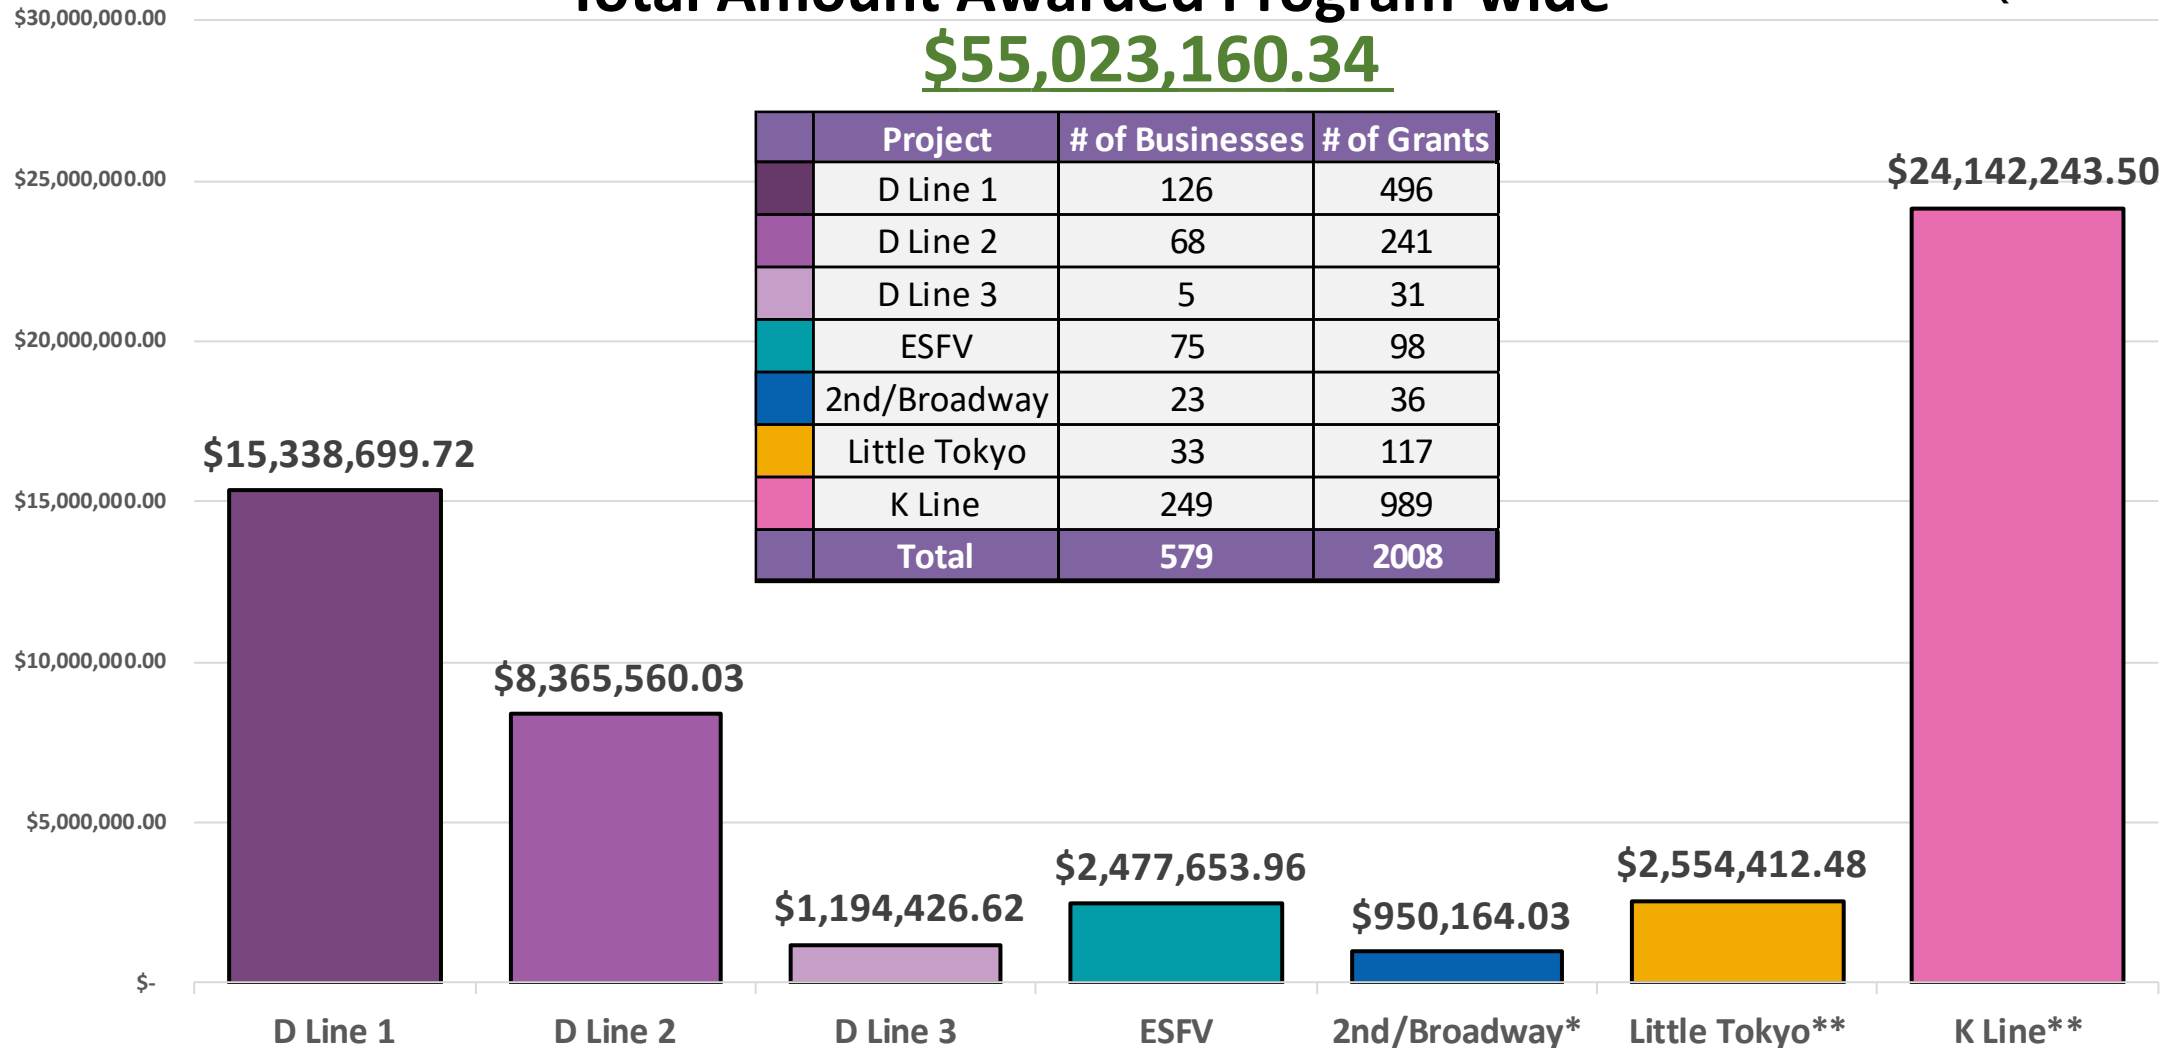 Total Amount Awarded Program-wide
$55,023,160.34
$30,000,000.00
$25,000,000.00
$20,000,000.00
$15,000,000.00
$10,000,000.00
$5,000,000.00
$-
Project # of Businesses # of Grants
D Line 1 126 496
D Line 2 68 241
D Line 3 5 31
ESFV 75 98
2nd/Broadway 23 36
Little Tokyo 33 117
K Line 249 989
Total 579 2008
$15,338,699.72
$8,365,560.03
$1,194,426.62
$2,477,653.96
$950,164.03
$2,554,412.48
$24,142,243.50
D Line 1 D Line 2 D Line 3 ESFV 2nd/Broadway* Little Tokyo** K Line**